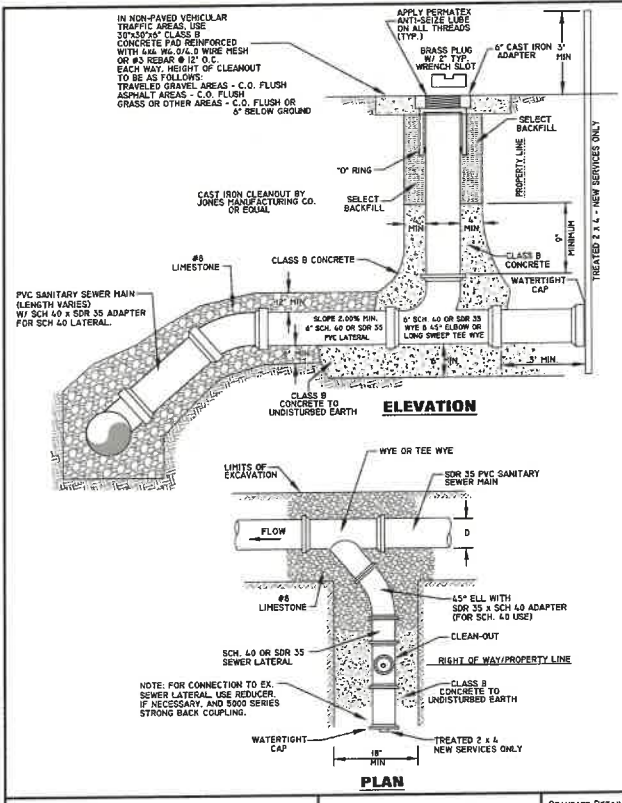 IN NON-PAVED VEHICULAR
TRAFFIC AREAS, USE
30"x30"x6" CLASS B
CONCRETE PAD REINFORCED
WITH 4X4 W4.0/4.0 WIRE MESH
OR #3 REBAR @ 12" O.C.
EACH WAY. HEIGHT OF CLEANOUT
TO BE AS FOLLOWS:
TRAVELED GRAVEL AREAS - C.O. FLUSH
ASPHALT AREAS - C.O. FLUSH
GRASS OR OTHER AREAS - C.O. FLUSH OR
6" BELOW GROUND
APPLY PERMATEX
ANTI-SEIZE LUBE
ON ALL THREADS
(TYP.)
BRASS PLUG
W/ 2" TYP.
WRENCH SLOT
6" CAST IRON
ADAPTER
3'
MIN
SELECT
BACKFILL
PROPERTY LINE
TREATED 2 x 4 - NEW SERVICES ONLY
"O" RING
SELECT
BACKFILL
CAST IRON CLEANOUT BY
JONES MANUFACTURING CO.
OR EQUAL
MIN
4"
MIN
9"
MINIMUM
#8
LIMESTONE
CLASS B CONCRETE
CLASS B
CONCRETE
WATERTIGHT
CAP
PVC SANITARY SEWER MAIN
(LENGTH VARIES)
W/ SCH 40 x SDR 35 ADAPTER
FOR SCH 40 LATERAL.
12" MIN
SLOPE 2.00% MIN.
6" SCH. 40 OR SDR 35
PVC LATERAL
6" SCH. 40 OR SDR 35
WYE & 45° ELBOW OR
LONG SWEEP TEE WYE
6"
MIN.
3' MIN
CLASS B
CONCRETE TO
UNDISTURBED EARTH
ELEVATION
WYE OR TEE WYE
LIMITS OF
EXCAVATION
SDR 35 PVC SANITARY
SEWER MAIN
FLOW
D
#8
LIMESTONE
45° ELL WITH
SDR 35 x SCH 40 ADAPTER
(FOR SCH. 40 USE)
SCH. 40 OR SDR 35
SEWER LATERAL
CLEAN-OUT
RIGHT OF WAY/PROPERTY LINE
NOTE: FOR CONNECTION TO EX.
SEWER LATERAL, USE REDUCER,
IF NECESSARY, AND 5000 SERIES
STRONG BACK COUPLING.
CLASS B
CONCRETE TO
UNDISTURBED EARTH
WATERTIGHT
CAP
TREATED 2 x 4
NEW SERVICES ONLY
18"
MIN
PLAN